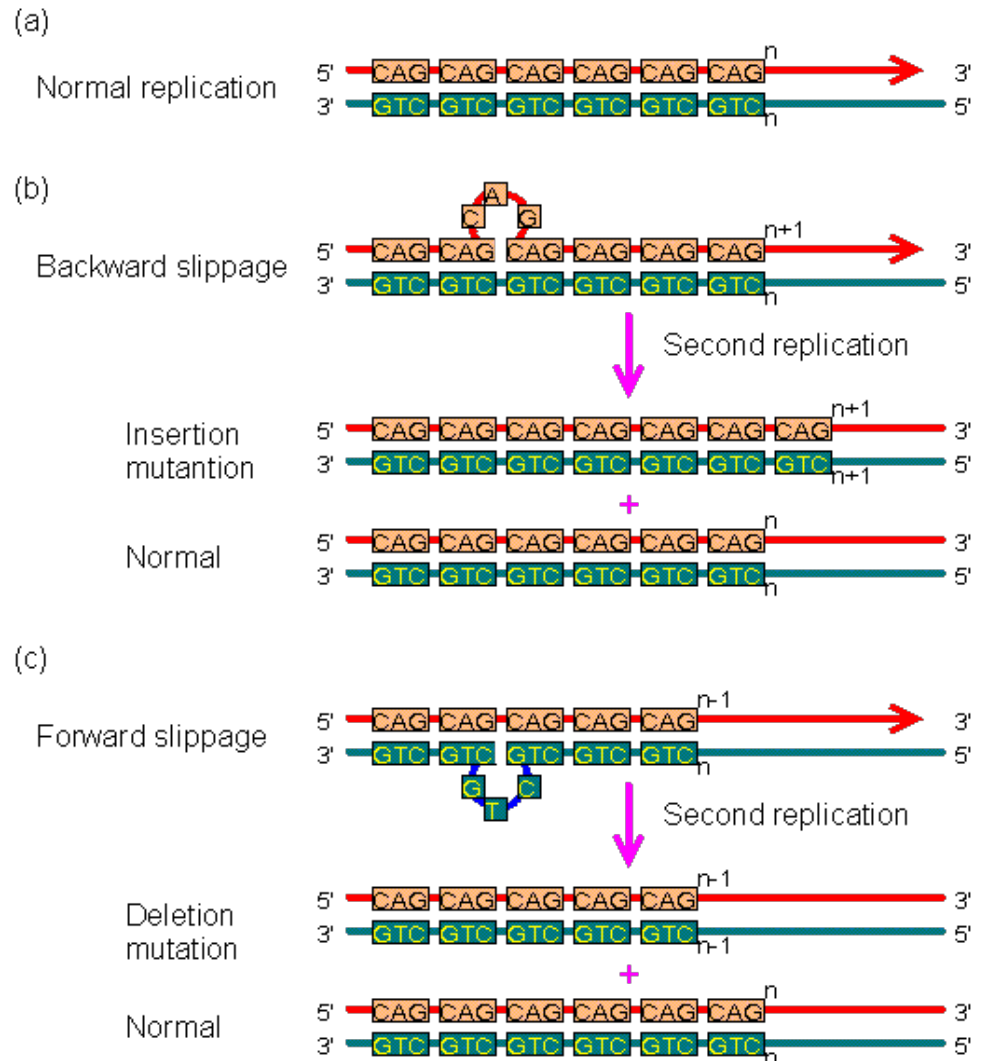 (a)
n
Normal replication
5' CAG CAG CAG CAG CAG CAG 3'
3' GTC GTC GTC GTC GTC GTC 5'
n
(b)
A
C G
n+1
5' CAG CAG CAG CAG CAG CAG 3'
Backward slippage
3' GTC GTC GTC GTC GTC GTC 5'
n
Second replication
n+1
Insertion
mutantion
5' CAG CAG CAG CAG CAG CAG CAG 3'
3' GTC GTC GTC GTC GTC GTC GTC 5'
n+1
+
n
Normal
5' CAG CAG CAG CAG CAG CAG 3'
3' GTC GTC GTC GTC GTC GTC 5'
n
(c)
n-1
Forward slippage
5' CAG CAG CAG CAG CAG 3'
3' GTC GTC GTC GTC GTC 5'
n
G C
T
Second replication
n-1
Deletion
mutation
5' CAG CAG CAG CAG CAG 3'
3' GTC GTC GTC GTC GTC 5'
n-1
+
n
Normal
5' CAG CAG CAG CAG CAG CAG 3'
3' GTC GTC GTC GTC GTC GTC 5'
n